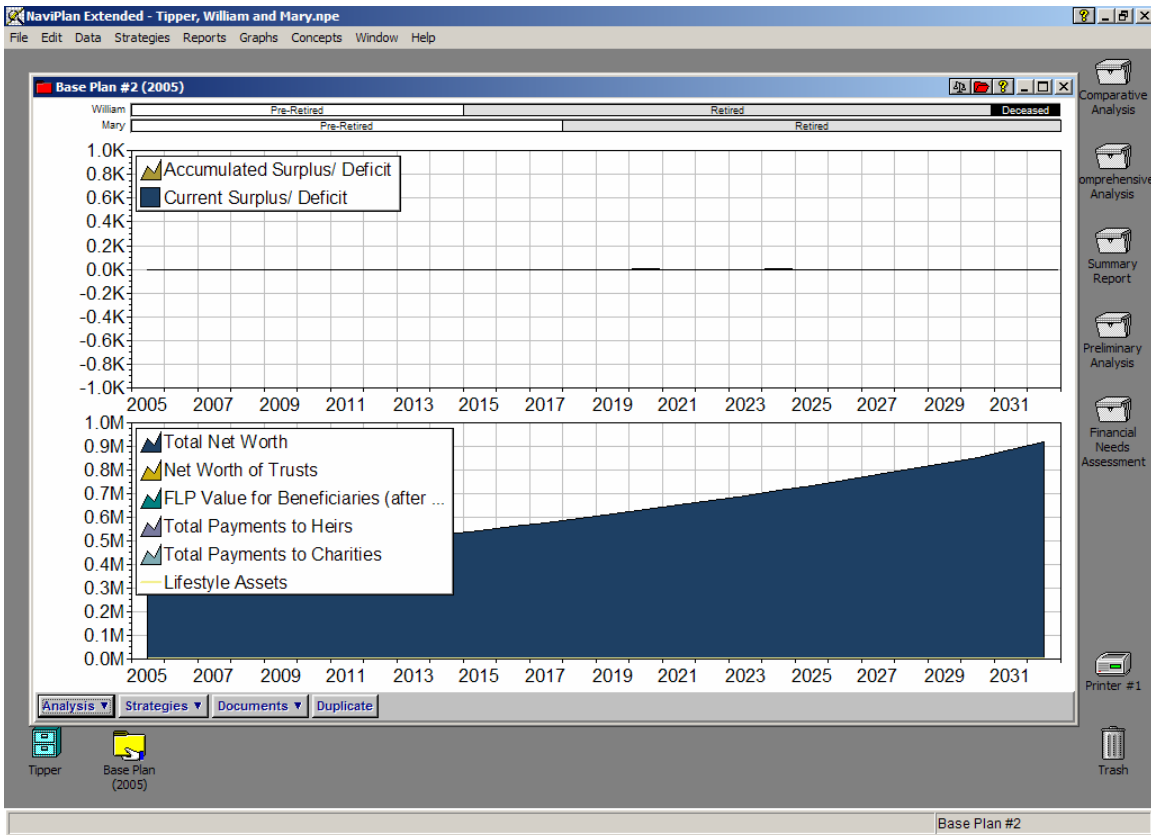 NaviPlan Extended - Tipper, William and Mary.npe
File Edit Data Strategies Reports Graphs Concepts Window Help
Base Plan #2 (2005)
William Pre-Retired Retired Deceased
Mary Pre-Retired Retired
1.0K
0.8K
0.6K
0.4K
0.2K
0.0K
-0.2K
-0.4K
-0.6K
-0.8K
-1.0K
Accumulated Surplus/ Deficit
Current Surplus/ Deficit
2005 2007 2009 2011 2013 2015 2017 2019 2021 2023 2025 2027 2029 2031
1.0M
0.9M
0.8M
0.7M
0.6M
0.5M
0.4M
0.3M
0.2M
0.1M
0.0M
Total Net Worth
Net Worth of Trusts
FLP Value for Beneficiaries (after ...
Total Payments to Heirs
Total Payments to Charities
Lifestyle Assets
2005 2007 2009 2011 2013 2015 2017 2019 2021 2023 2025 2027 2029 2031
Analysis Strategies Documents Duplicate
Comparative
Analysis
omprehensive
Analysis
Summary
Report
Preliminary
Analysis
Financial
Needs
Assessment
Printer #1
Trash
Tipper
Base Plan
(2005)
Base Plan #2